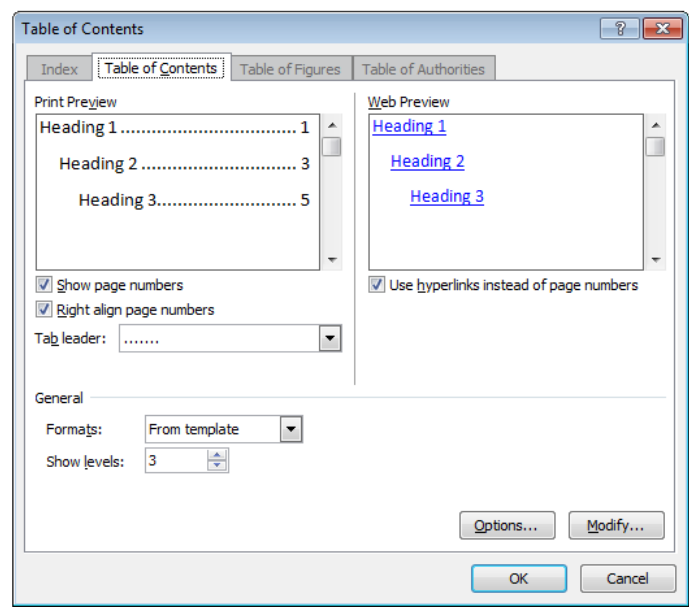 Table of Contents
Index Table of Contents Table of Figures Table of Authorities
Print Preview
Heading 1................................ 1
Heading 2 ............................ 3
Heading 3......................... 5
Show page numbers
Right align page numbers
Tab leader: .......
Web Preview
Heading 1
Heading 2
Heading 3
Use hyperlinks instead of page numbers
General
Formats: From template
Show levels: 3
Options... Modify...
OK Cancel